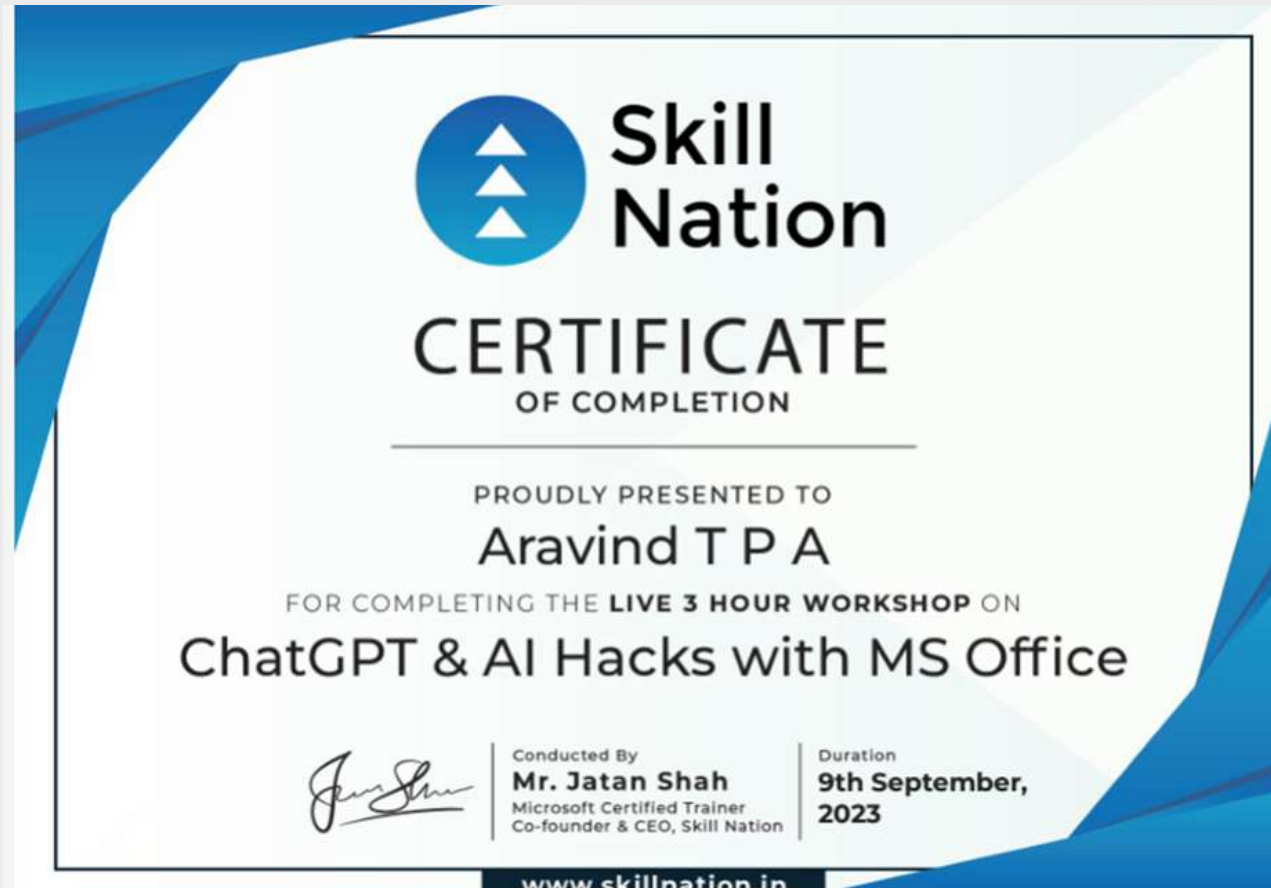 Skill
Nation
CERTIFICATE
OF COMPLETION
PROUDLY PRESENTED TO
Aravind T P A
FOR COMPLETING THE LIVE 3 HOUR WORKSHOP ON
ChatGPT & AI Hacks with MS Office
Conducted By
Mr. Jatan Shah
Microsoft Certified Trainer
Co-founder & CEO, Skill Nation
Duration
9th September,
2023
www.skillnation.in